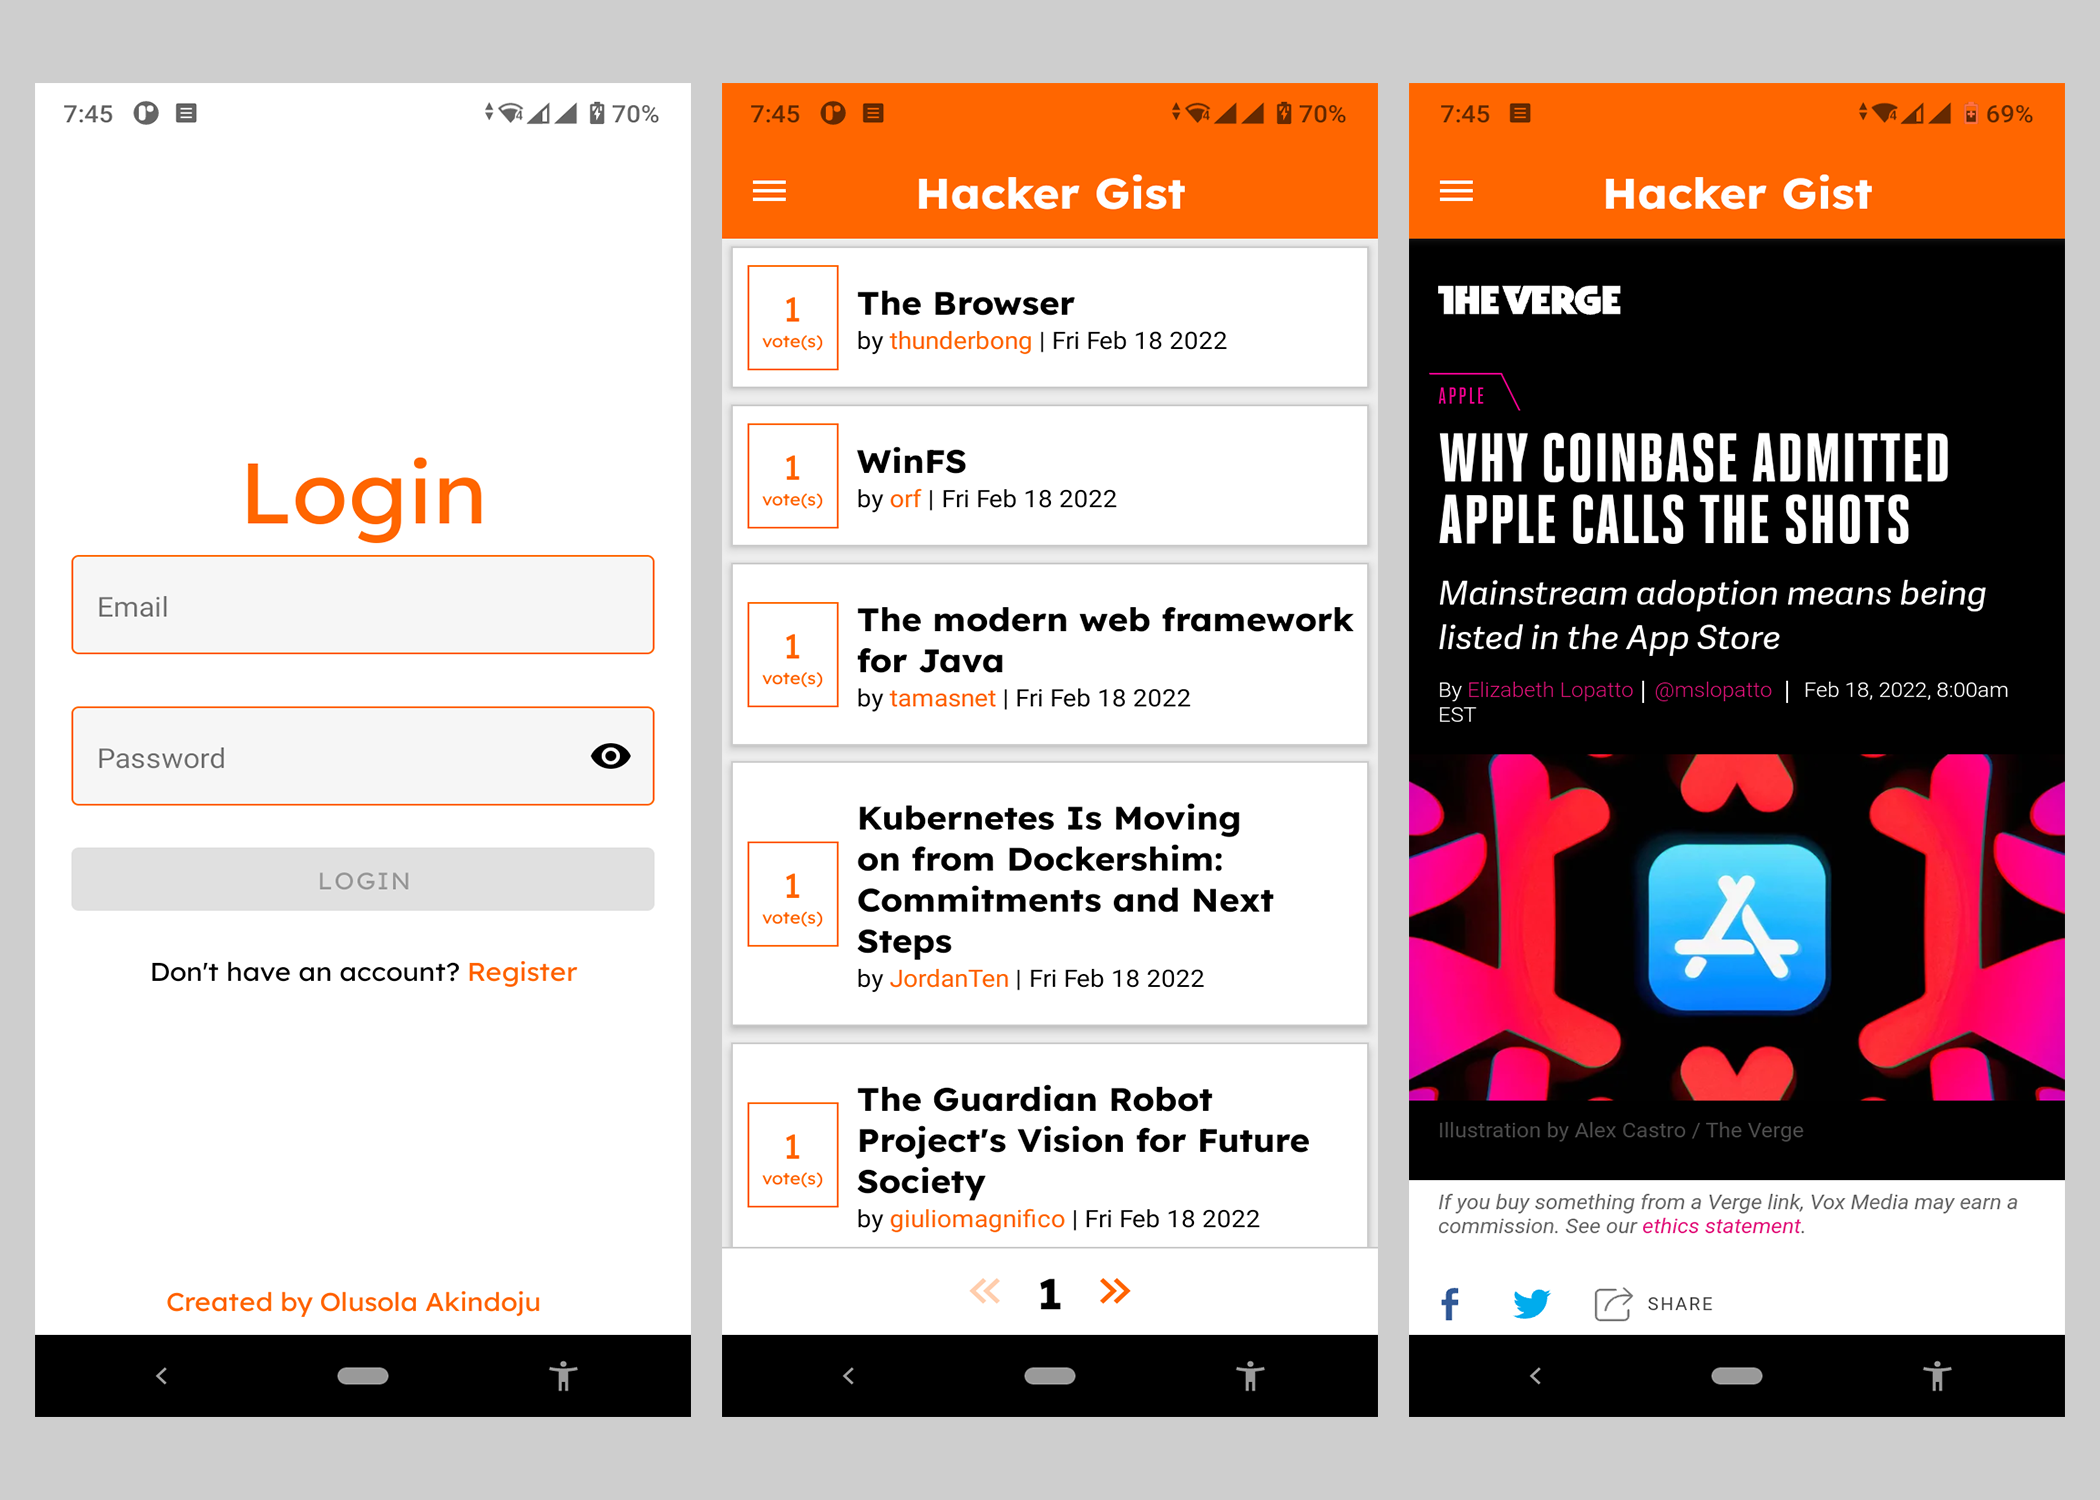 7:45 70%
Login
Email
Password
LOGIN
Don't have an account? Register
Created by Olusola Akindoju
7:45 70%
Hacker Gist
1
vote(s)
The Browser
by thunderbong | Fri Feb 18 2022
1
vote(s)
WinFS
by orf | Fri Feb 18 2022
1
vote(s)
The modern web framework
for Java
by tamasnet | Fri Feb 18 2022
1
vote(s)
Kubernetes Is Moving
on from Dockershim:
Commitments and Next
Steps
by JordanTen | Fri Feb 18 2022
1
vote(s)
The Guardian Robot
Project's Vision for Future
Society
by giuliomagnifico | Fri Feb 18 2022
« 1 »
7:45 69%
Hacker Gist
THE VERGE
APPLE
WHY COINBASE ADMITTED
APPLE CALLS THE SHOTS
Mainstream adoption means being
listed in the App Store
By Elizabeth Lopatto | @mslopatto | Feb 18, 2022, 8:00am
EST
Illustration by Alex Castro / The Verge
If you buy something from a Verge link, Vox Media may earn a
commission. See our ethics statement.
SHARE